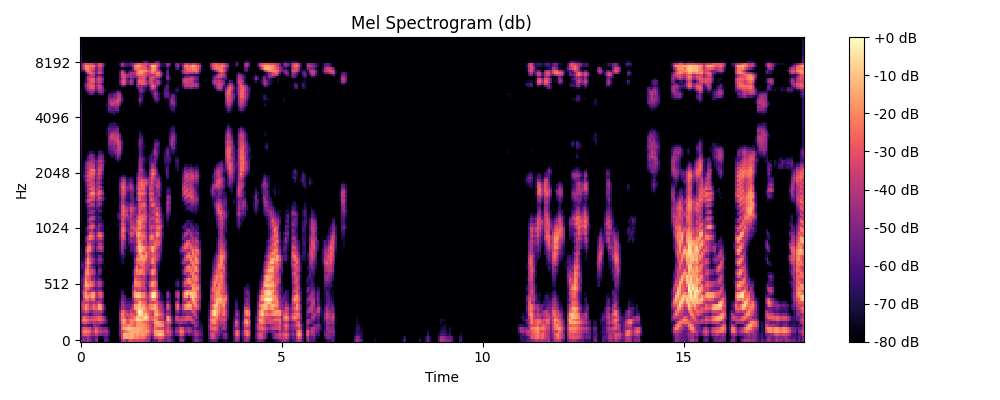 Mel Spectrogram (db)
Hz
8192
4096
2048
1024
512
0
0 5 10 15
Time
+0 dB
-10 dB
-20 dB
-30 dB
-40 dB
-50 dB
-60 dB
-70 dB
-80 dB